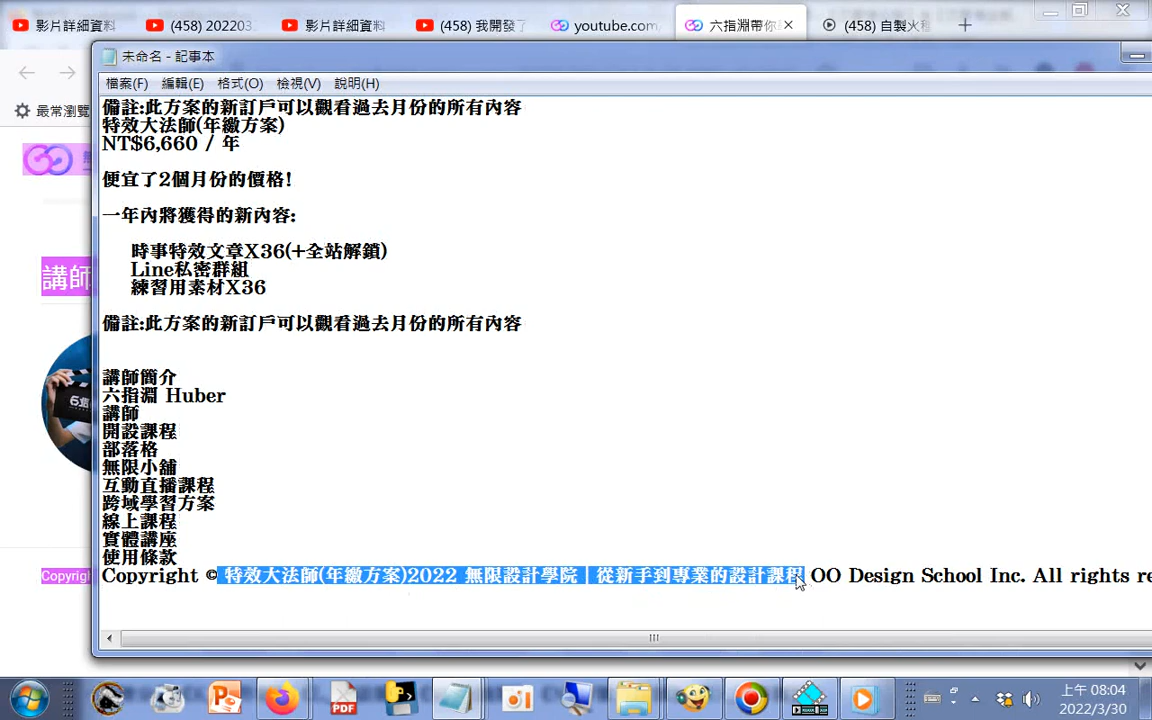 影片詳細資料
(458) 202203
影片詳細資料
(458) 我開發了
youtube.com
六指淵帶你
(458) 自製火
未命名 - 記事本
檔案(F) 編輯(E) 格式(O) 檢視(V) 說明(H)
最常瀏覽
備註:此方案的新訂戶可以觀看過去月份的所有內容
特效大法師(年繳方案)
NT$6,660 / 年
便宜了2個月份的價格!
一年內將獲得的新內容:
時事特效文章X36(+全站解鎖)
Line私密群組
練習用素材X36
備註:此方案的新訂戶可以觀看過去月份的所有內容
講師
講師簡介
六指淵 Huber
講師
開設課程
部落格
無限小舖
互動直播課程
跨域學習方案
線上課程
實體講座
使用條款
Copyright © 特效大法師(年繳方案)2022 無限設計學院 | 從新手到專業的設計課程 OO Design School Inc. All rights re
Copyrigh
上午 08:04
2022/3/30